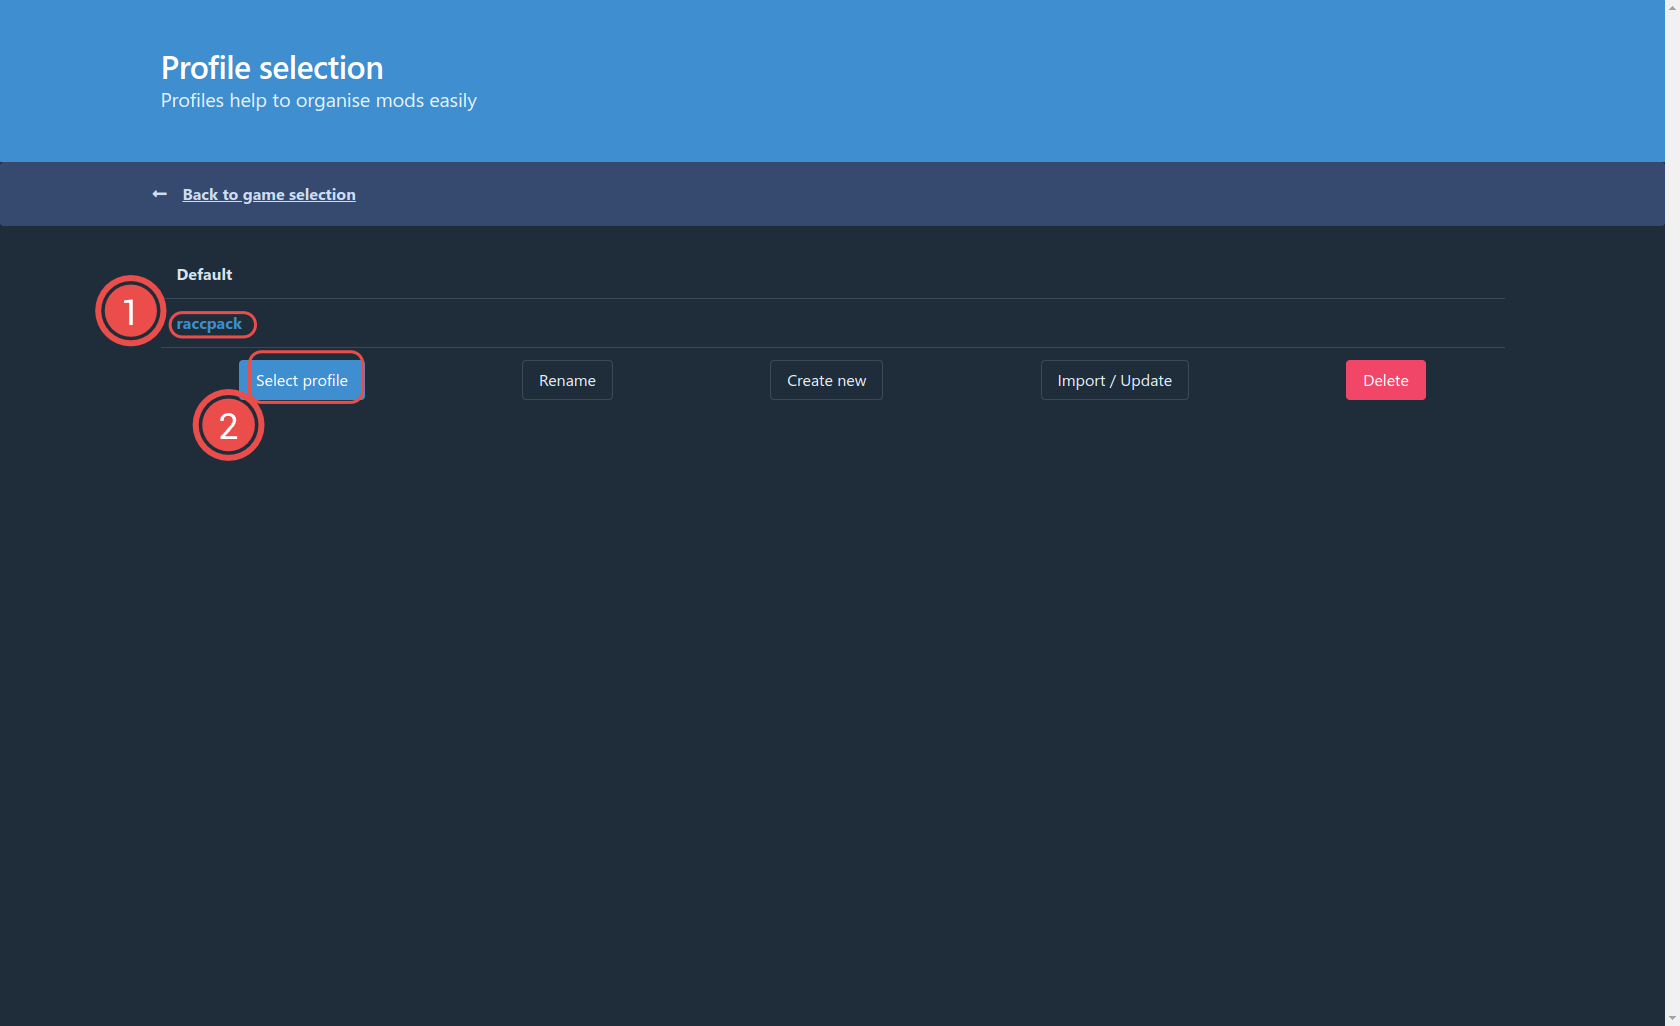 Profile selection
Profiles help to organise mods easily
Back to game selection
Default
1
raccpack
Select profile Rename Create new Import / Update Delete
2